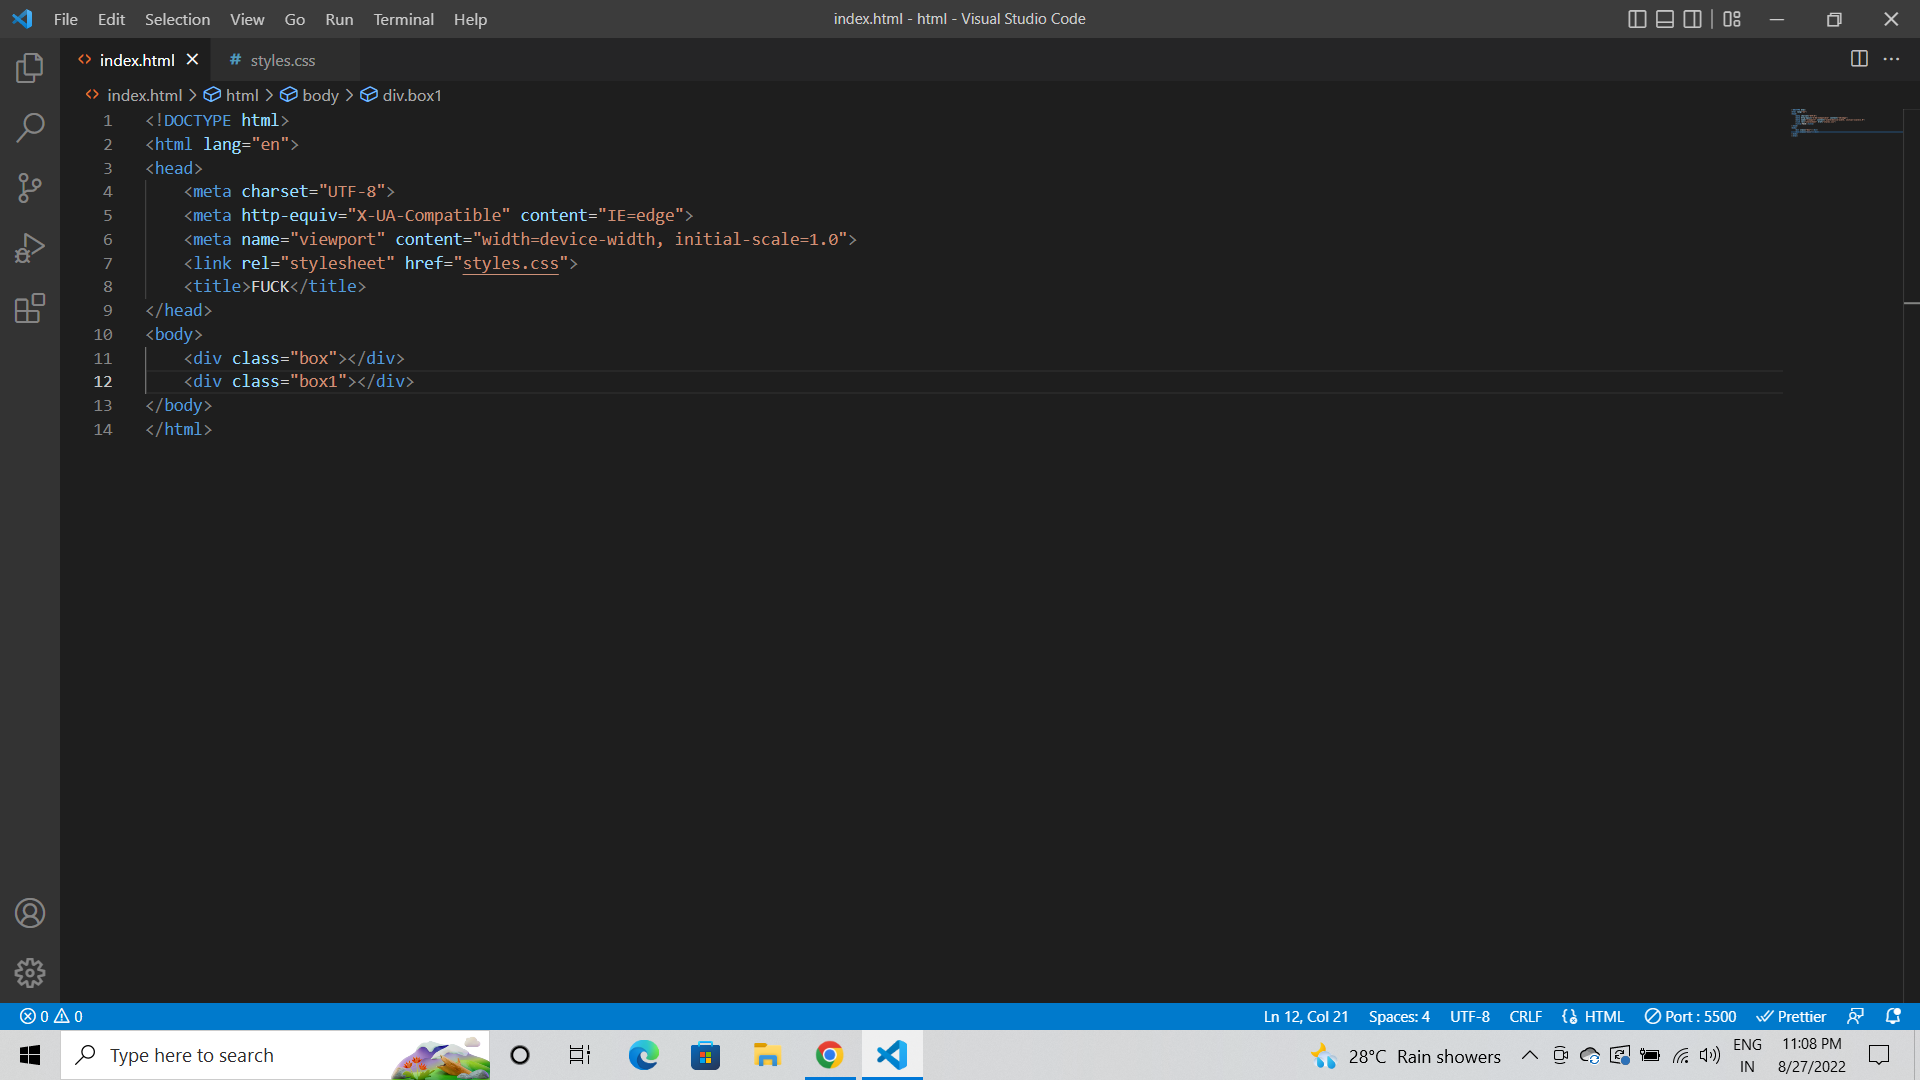 File Edit Selection View Go Run Terminal Help index.html - html - Visual Studio Code
index.html # styles.css
index.html > html > body > div.box1
1 <!DOCTYPE html>
2 <html lang="en">
3 <head>
4 <meta charset="UTF-8">
5 <meta http-equiv="X-UA-Compatible" content="IE=edge">
6 <meta name="viewport" content="width=device-width, initial-scale=1.0">
7 <link rel="stylesheet" href="styles.css">
8 <title>FUCK</title>
9 </head>
10 <body>
11 <div class="box"></div>
12 <div class="box1"></div>
13 </body>
14 </html>
0 0 Ln 12, Col 21 Spaces: 4 UTF-8 CRLF HTML Port : 5500 Prettier
Type here to search 28°C Rain showers ENG 11:08 PM
IN 8/27/2022